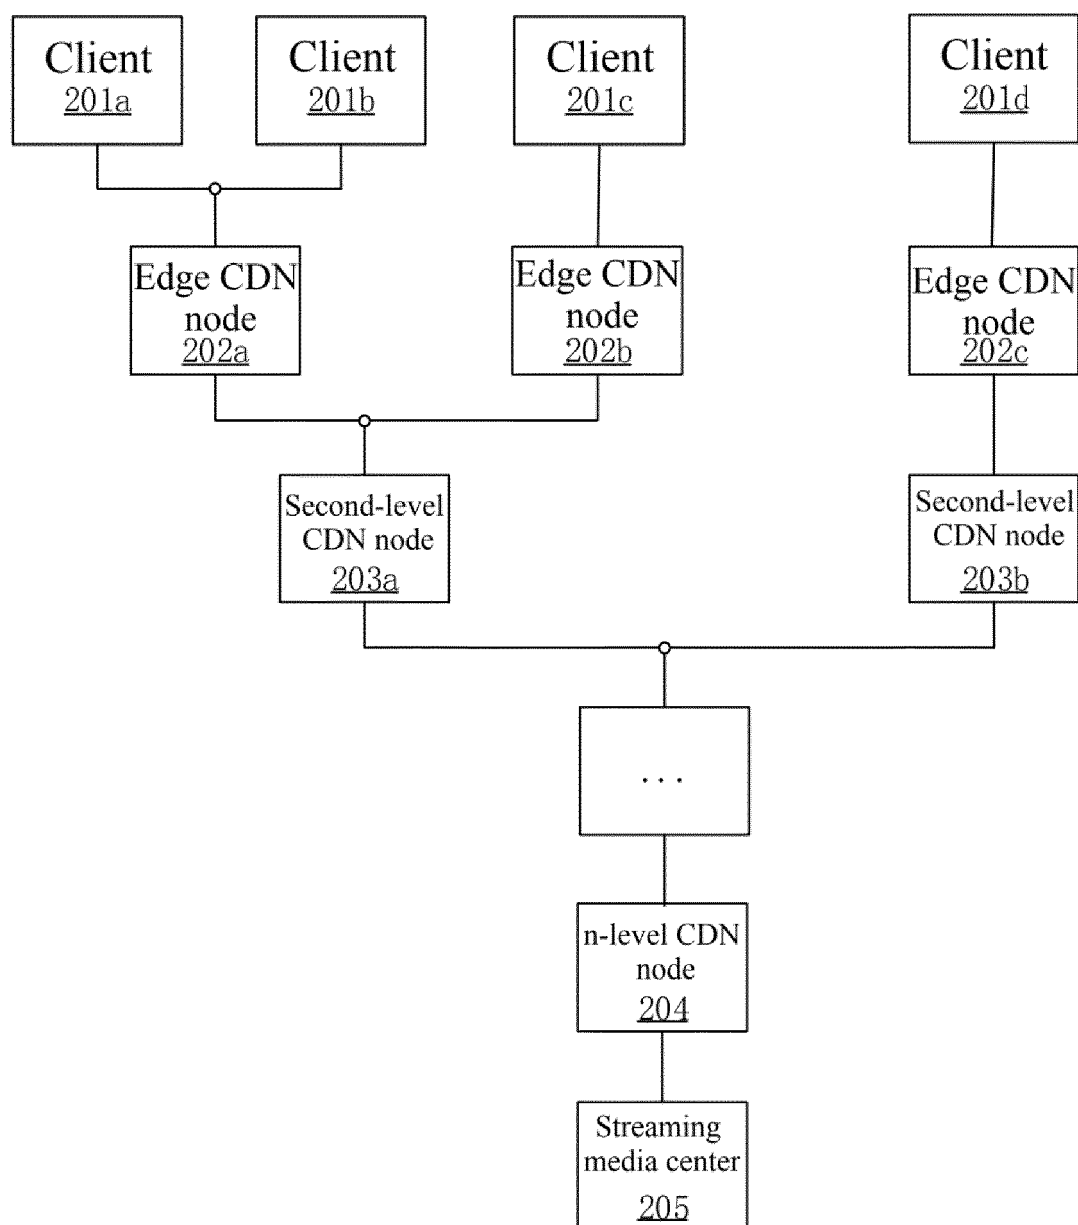 Client
201a
Client
201b
Client
201c
Client
201d
Edge CDN
node
202a
Edge CDN
node
202b
Edge CDN
node
202c
Second-level
CDN node
203a
Second-level
CDN node
203b
...
n-level CDN
node
204
Streaming
media center
205